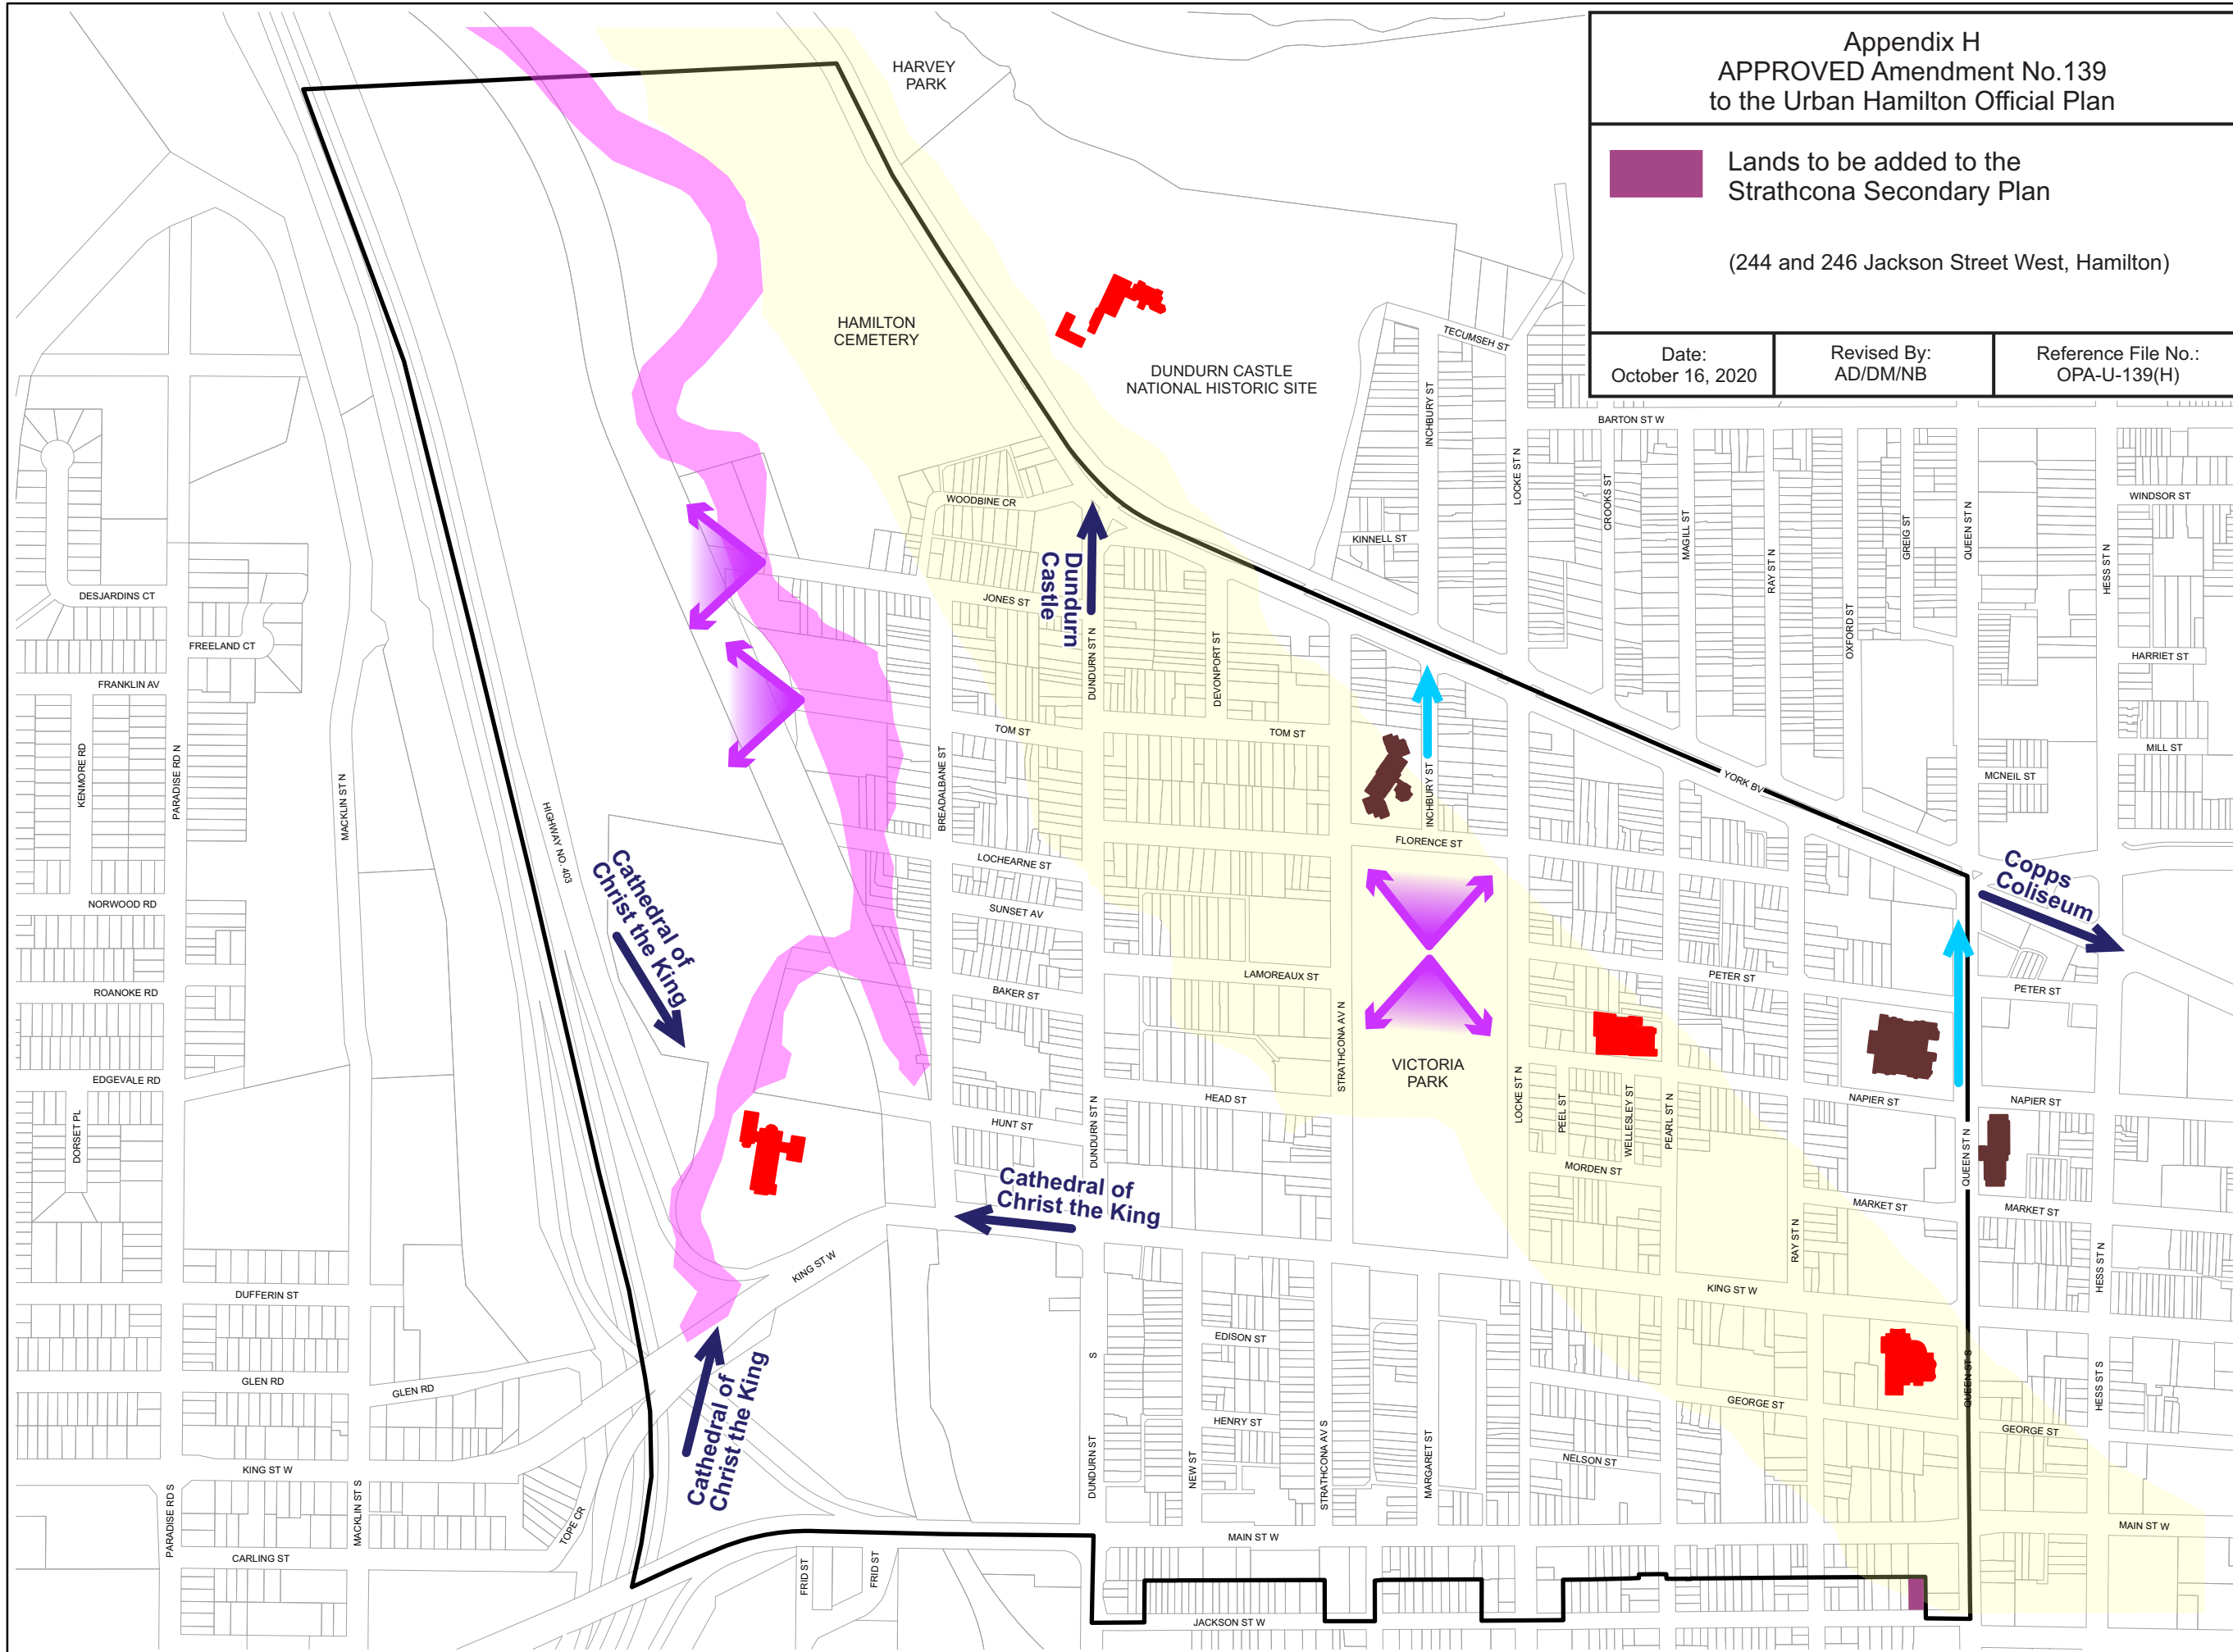 Appendix H
APPROVED Amendment No.139
to the Urban Hamilton Official Plan
Lands to be added to the
Strathcona Secondary Plan
(244 and 246 Jackson Street West, Hamilton)
Date:
October 16, 2020
Revised By:
AD/DM/NB
Reference File No.:
OPA-U-139(H)
HARVEY
PARK
HAMILTON
CEMETERY
DUNDURN CASTLE
NATIONAL HISTORIC SITE
TECUMSEH ST
INCHBURY ST
LOCKE ST N
BARTON ST W
CROOKS ST
MAGILL ST
RAY ST N
OXFORD ST
GREIG ST
QUEEN ST N
HESS ST N
WINDSOR ST
WOODBINE CR
KINNELL ST
Dundurn
Castle
JONES ST
DUNDURN ST N
DEVONPORT ST
DESJARDINS CT
FREELAND CT
FRANKLIN AV
KENMORE RD
PARADISE RD N
MACKLIN ST N
HIGHWAY NO. 403
BREADALBANE ST
TOM ST
TOM ST
INCHBURY ST
HARRIET ST
MILL ST
MCNEIL ST
YORK BV
FLORENCE ST
LOCHEARNE ST
Cathedral of
Christ the King
Copps
Coliseum
NORWOOD RD
SUNSET AV
LAMOREAUX ST
PETER ST
PETER ST
ROANOKE RD
BAKER ST
STRATHCONA AV N
VICTORIA
PARK
EDGEVALE RD
DORSET PL
HEAD ST
HUNT ST
DUNDURN ST N
LOCKE ST N
PEEL ST
WELLESLEY ST
PEARL ST N
NAPIER ST
NAPIER ST
MORDEN ST
QUEEN ST N
MARKET ST
MARKET ST
Cathedral of
Christ the King
RAY ST N
HESS ST N
KING ST W
KING ST W
DUFFERIN ST
EDISON ST
S
GLEN RD
GLEN RD
Cathedral of
Christ the King
QUEEN ST S
HESS ST S
GEORGE ST
GEORGE ST
HENRY ST
NELSON ST
DUNDURN ST
NEW ST
STRATHCONA AV S
MARGARET ST
KING ST W
PARADISE RD S
MACKLIN ST S
TOPE CR
MAIN ST W
MAIN ST W
CARLING ST
FRID ST
FRID ST
JACKSON ST W